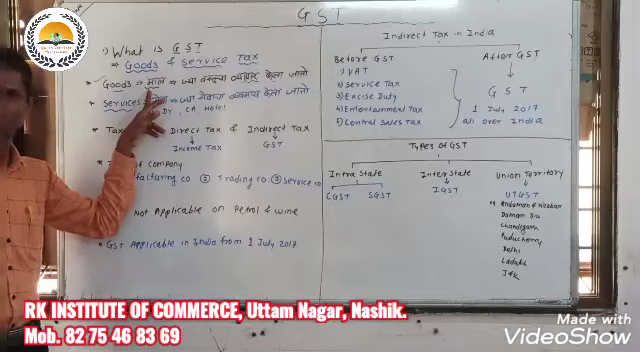 GST
1) What is GST
⇒ Goods & Service Tax
Goods ⇒ माल ⇒ ज्या वस्तूंचा व्यापार केला जातो
Services ⇒ ज्या सेवांचा व्यवसाय केला जातो
Dr, CA, Hotel
* Tax Direct Tax & Indirect Tax
Income Tax GST
of Company
facturing co ② Trading co ③ Service co
Not Applicable on Petrol & wine
* GST Applicable in India from 1 July 2017
Indirect Tax in India
Before GST
1) VAT
2) Service Tax
3) Excise Duty
4) Entertainment Tax
5) Central Sales Tax
After GST
GST
1 July 2017
all over India
Types of GST
Intra State
CGST SGST
Inter State
IGST
Union Territory
UTGST
Andaman & Nicobar
Daman Diu
Chandigarh
Puducherry
Delhi
Ladakh
J&K
RK INSTITUTE OF COMMERCE, Uttam Nagar, Nashik.
Mob. 82 75 46 83 69
Made with
VideoShow